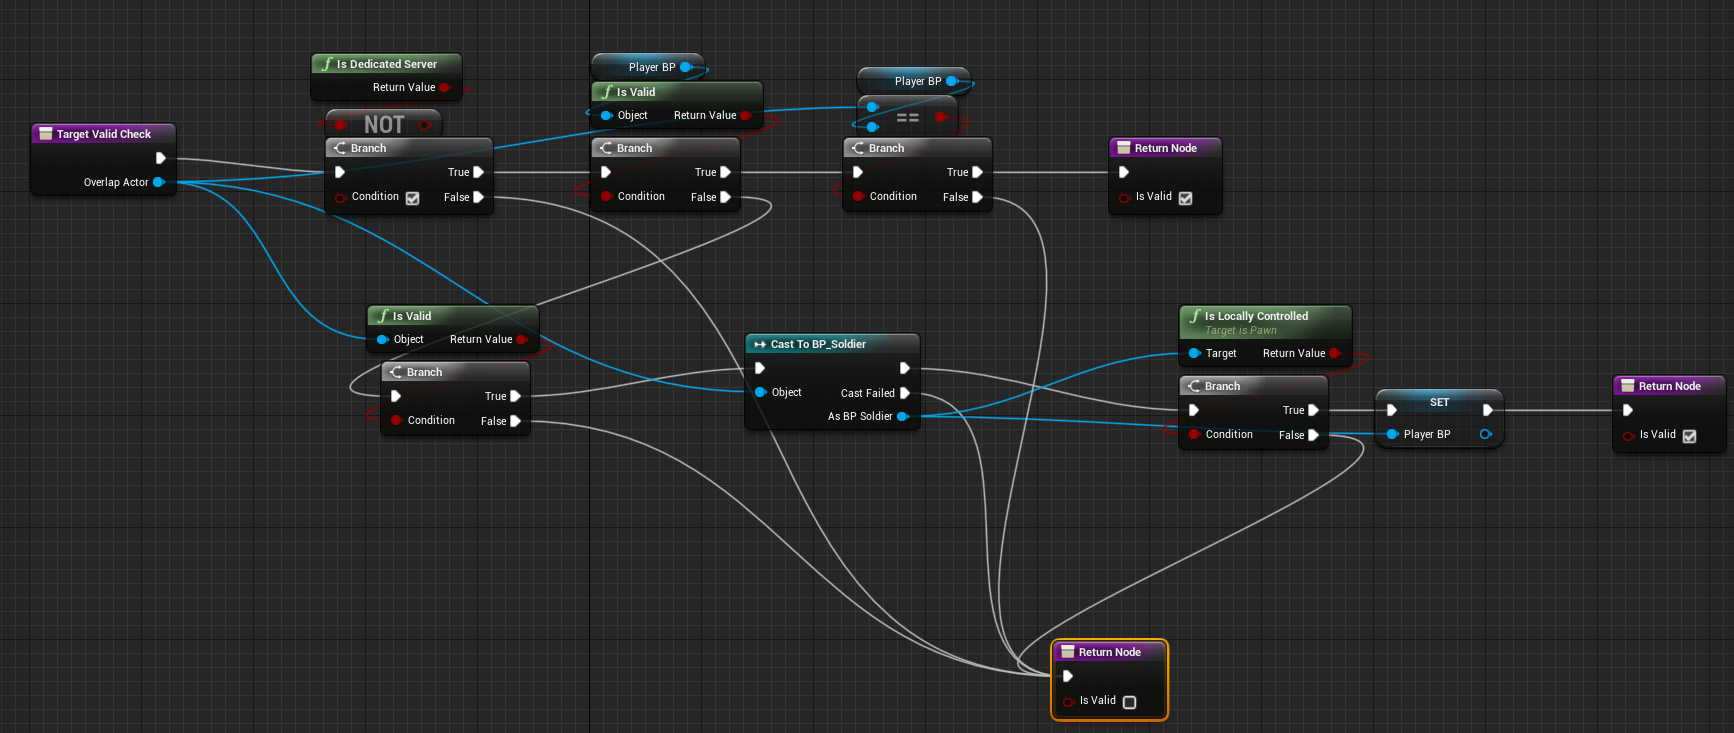 Is Dedicated Server
Return Value
NOT
Player BP
Is Valid
Object Return Value
Player BP
==
Target Valid Check
Overlap Actor
Branch
True
Condition False
Branch
True
Condition False
Branch
True
Condition False
Return Node
Is Valid
Is Valid
Object Return Value
Branch
True
Condition False
Cast To BP_Soldier
Object
Cast Failed
As BP Soldier
Is Locally Controlled
Target is Pawn
Target Return Value
Branch
True
Condition False
SET
Player BP
Return Node
Is Valid
Return Node
Is Valid